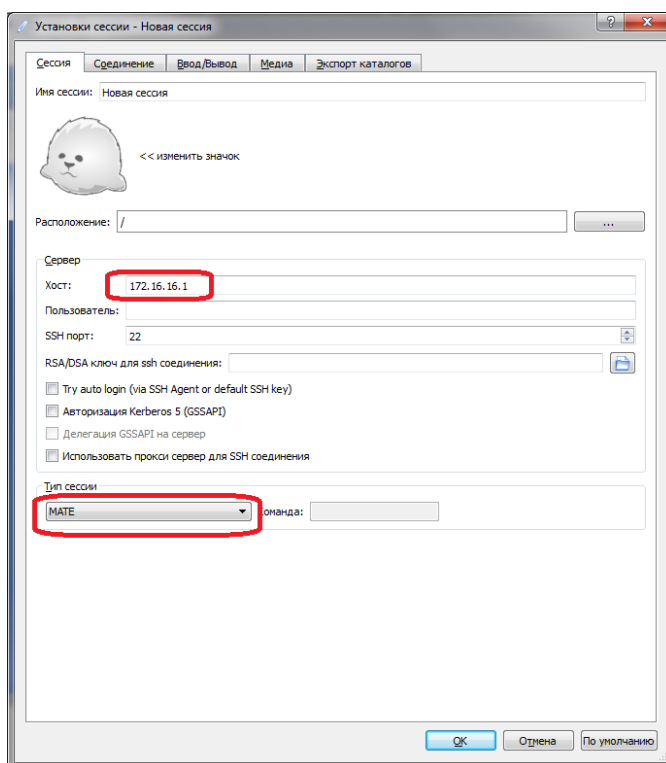 Установки сессии - Новая сессия
Сессия Соединение Ввод/Вывод Медиа Экспорт каталогов
Имя сессии: Новая сессия
<< изменить значок
Расположение: / ...
Сервер
Хост: 172.16.16.1
Пользователь:
SSH порт: 22
RSA/DSA ключ для ssh соединения:
Try auto login (via SSH Agent or default SSH key)
Авторизация Kerberos 5 (GSSAPI)
Делегация GSSAPI на сервер
Использовать прокси сервер для SSH соединения
Тип сессии
MATE оманда:
OK Отмена По умолчанию